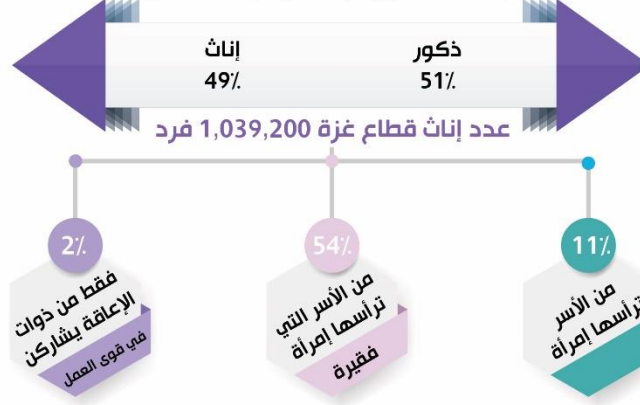 ذكور
51٪
إناث
49٪
عدد إناث قطاع غزة 1,039,200 فرد
11٪
من الأسر
ترأسها إمرأة
54٪
من الأسر التي
ترأسها إمرأة
فقيرة
2٪
فقط من ذوات
الإعاقة يشاركن
في قوى العمل